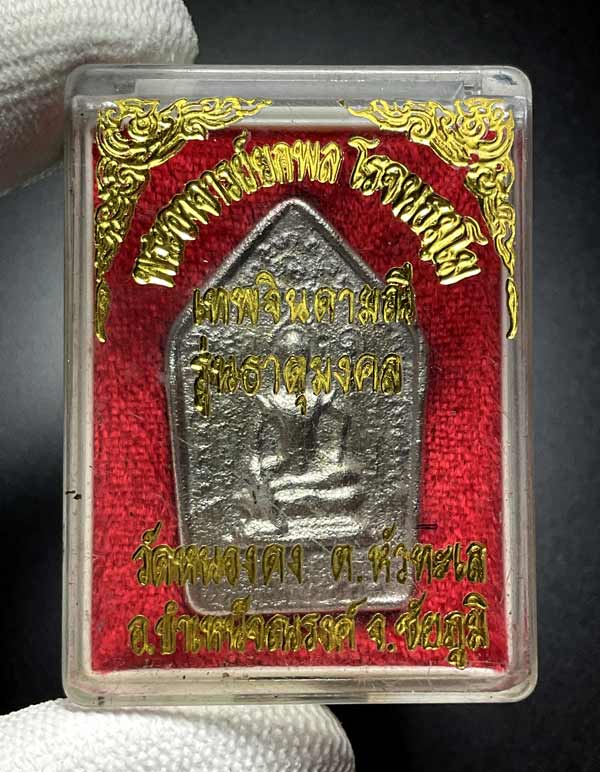 พระอาจารย์ยกพล โรจนธมฺโม
เทพจินดามณี
รุ่นธาตุมงคล
วัดหนองดง ต.หัวทะเล
อ.บำเหน็จณรงค์ จ.ชัยภูมิ